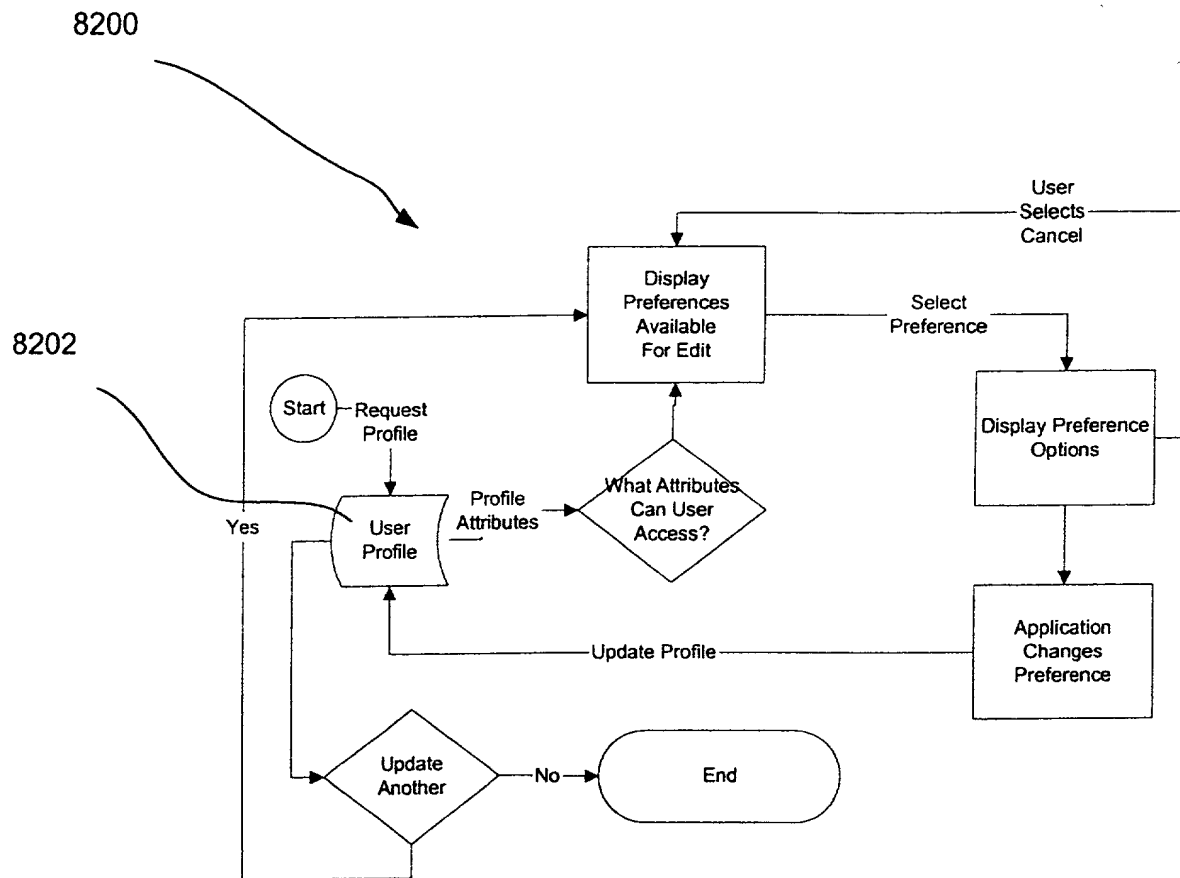 8200
User
Selects
Cancel
Display
Preferences
Available
For Edit
Select
Preference
8202
Start
Request
Profile
Display Preference
Options
What Attributes
Can User
Access?
Profile
Attributes
User
Profile
Yes
Application
Changes
Preference
Update Profile
Update
Another
No
End